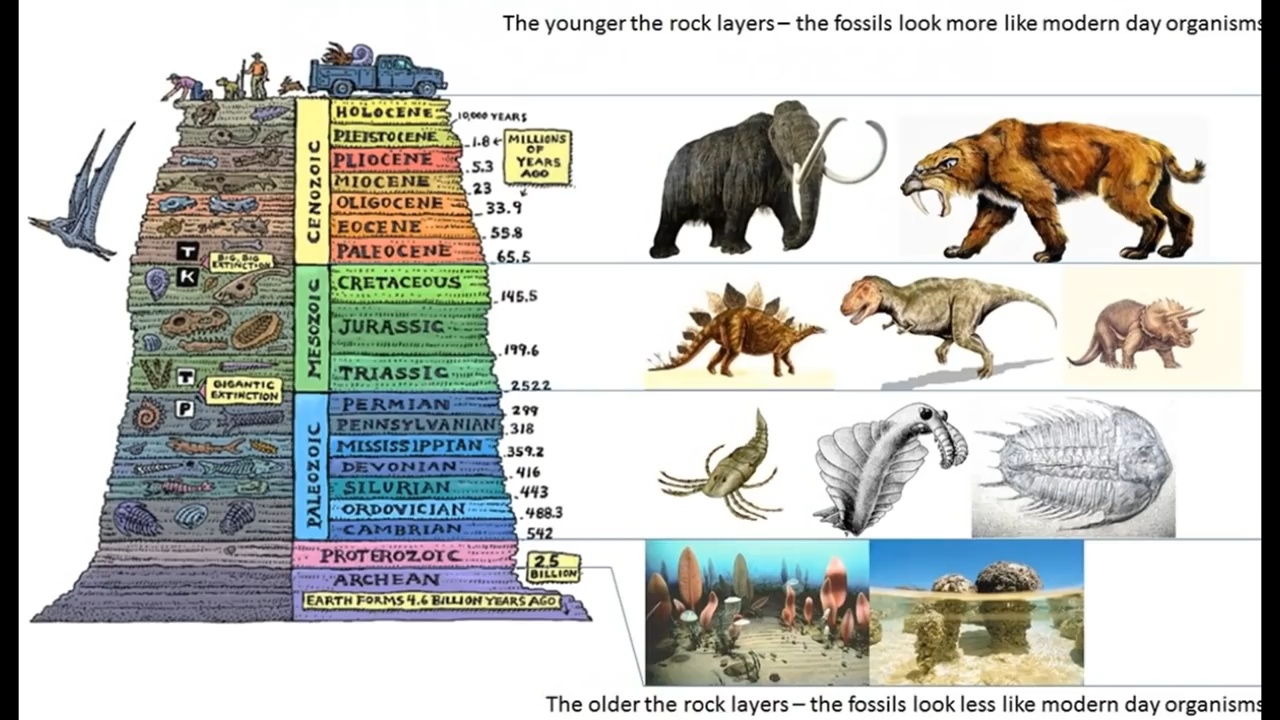 The younger the rock layers – the fossils look more like modern day organisms
CENOZOIC
HOLOCENE
10,000 YEARS
PLEISTOCENE
1.8
MILLIONS
OF
YEARS
AGO
PLIOCENE
5.3
MIOCENE
23
OLIGOCENE
33.9
EOCENE
55.8
T
BIG, BIG
EXTINCTION
K
PALEOCENE
65.5
MESOZOIC
CRETACEOUS
145.5
JURASSIC
199.6
TRIASSIC
252.2
T
GIGANTIC
EXTINCTION
P
PALEOZOIC
PERMIAN
299
PENNSYLVANIAN
318
MISSISSIPPIAN
359.2
DEVONIAN
416
SILURIAN
443
ORDOVICIAN
488.3
CAMBRIAN
542
PROTEROZOIC
2.5
BILLION
ARCHEAN
EARTH FORMS 4.6 BILLION YEARS AGO
The older the rock layers – the fossils look less like modern day organisms